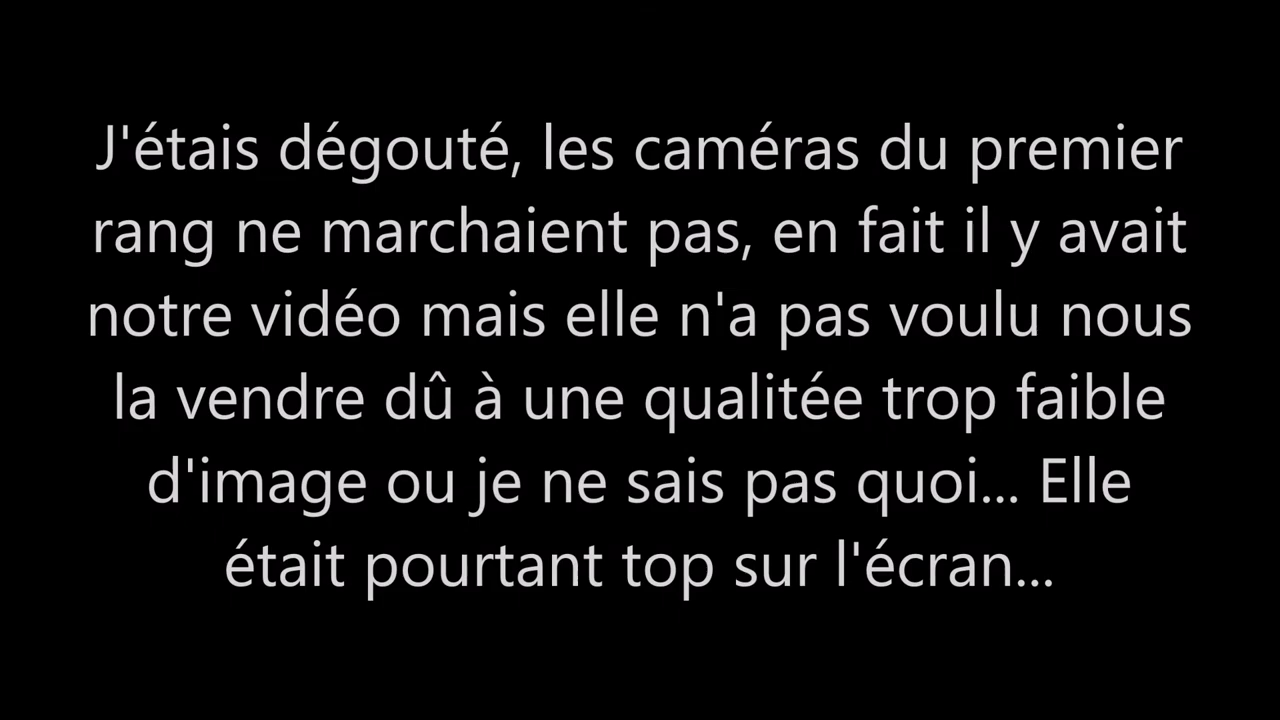 J'étais dégouté, les caméras du premier
rang ne marchaient pas, en fait il y avait
notre vidéo mais elle n'a pas voulu nous
la vendre dû à une qualitée trop faible
d'image ou je ne sais pas quoi... Elle
était pourtant top sur l'écran...